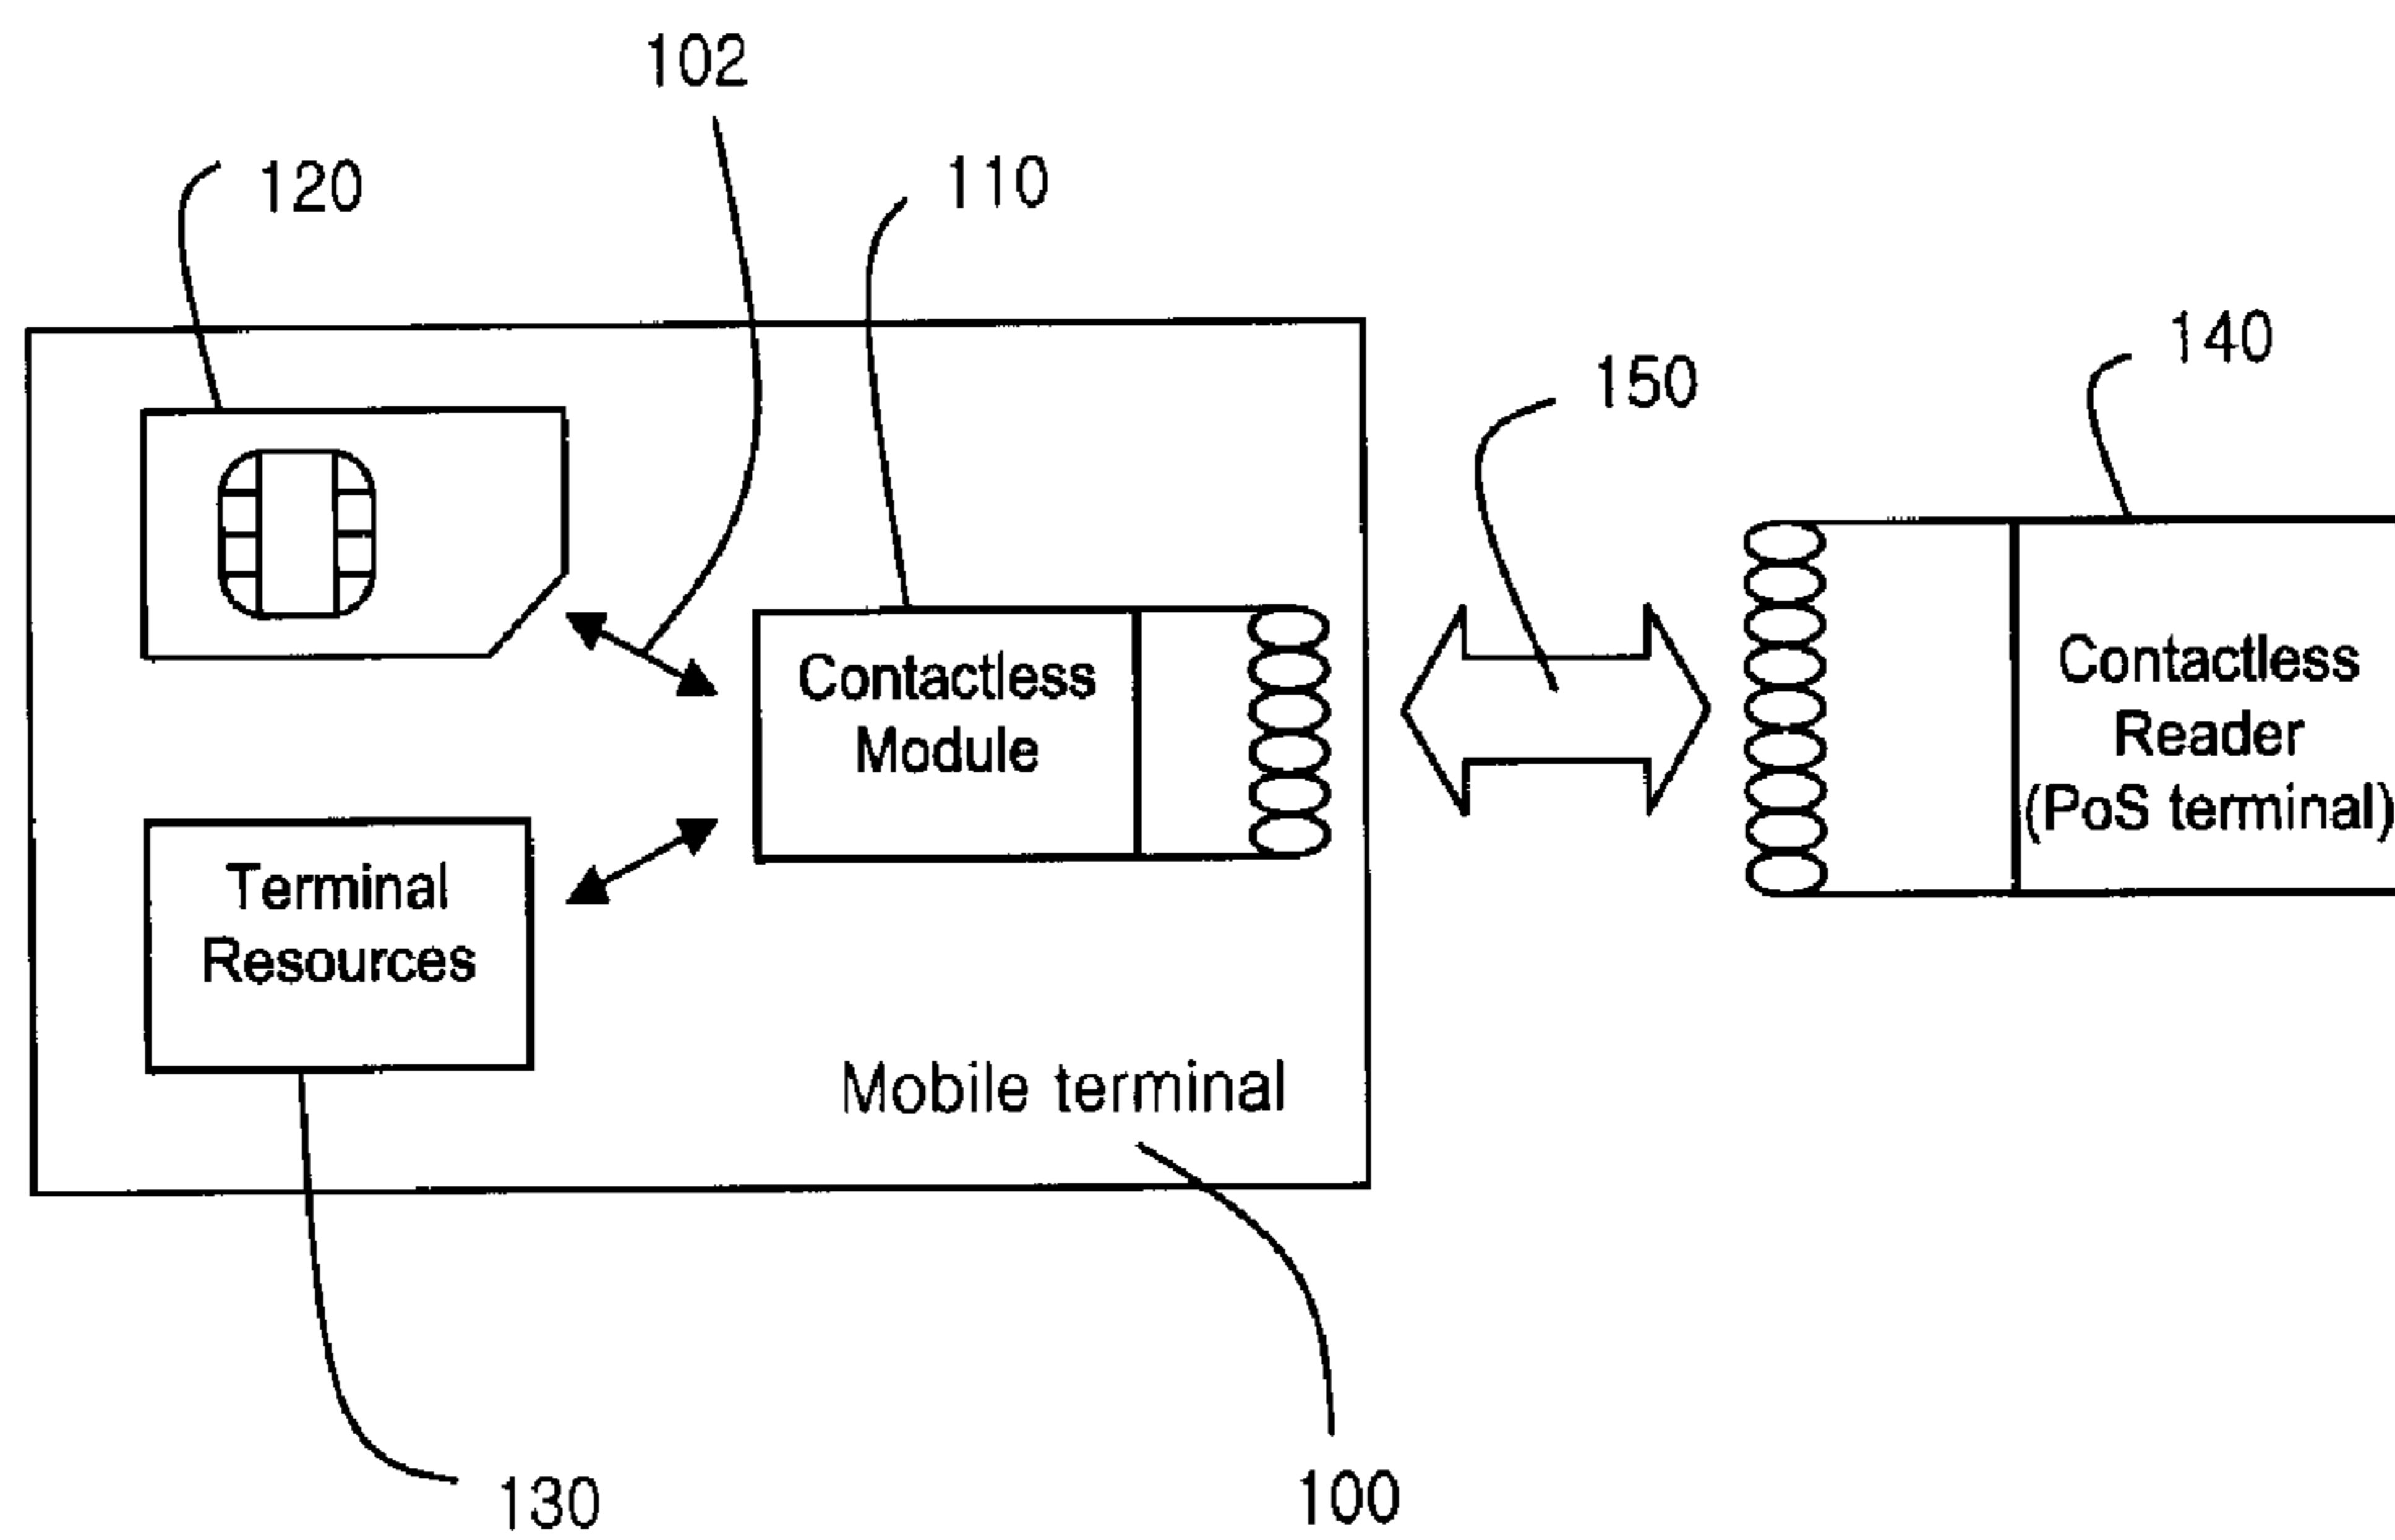 102
120
110
140
150
Contactless
Module
Contactless
Reader
(PoS terminal)
Terminal
Resources
Mobile terminal
130
100